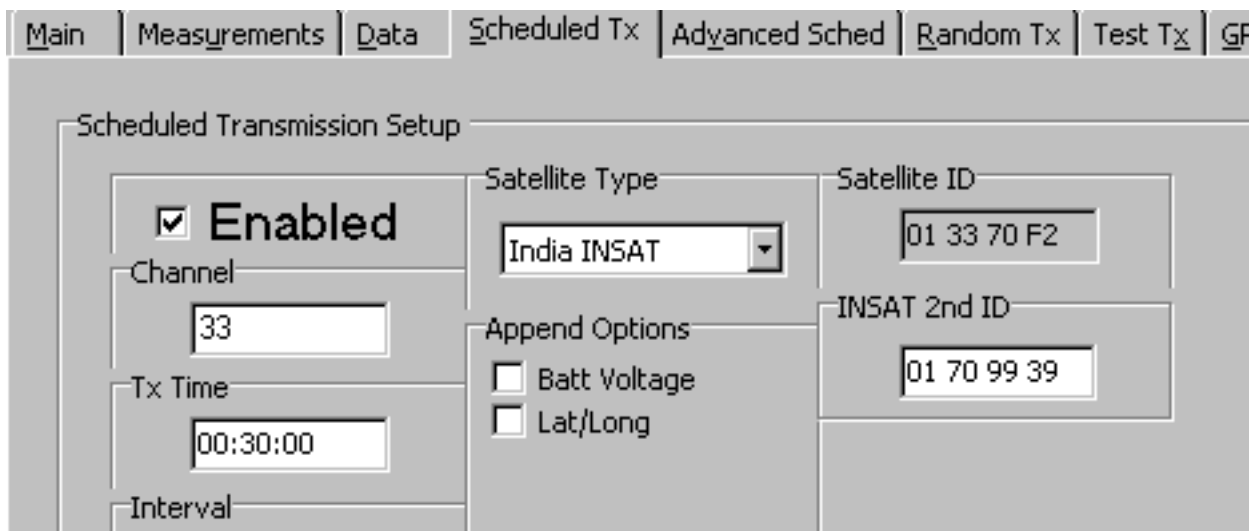 Main Measurements Data Scheduled Tx Advanced Sched Random Tx Test Tx
Scheduled Transmission Setup
Enabled
Channel
33
Tx Time
00:30:00
Interval
Satellite Type
India INSAT
Append Options
Batt Voltage
Lat/Long
Satellite ID
01 33 70 F2
INSAT 2nd ID
01 70 99 39